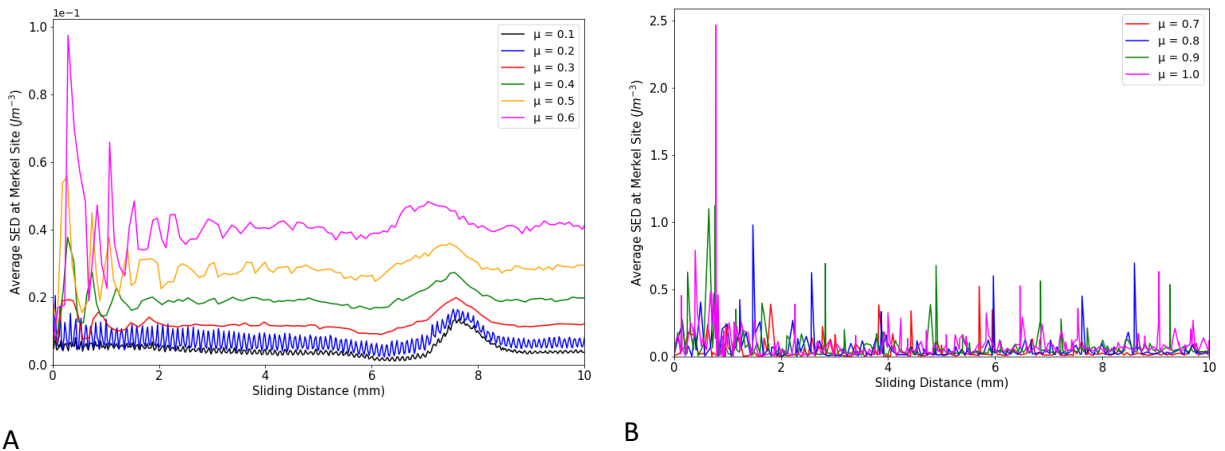 1e−1
1.0
0.8
0.6
0.4
0.2
0.0
Average SED at Merkel Site (Jm⁻³)
0 2 4 6 8 10
Sliding Distance (mm)
μ = 0.1
μ = 0.2
μ = 0.3
μ = 0.4
μ = 0.5
μ = 0.6
A
2.5
2.0
1.5
1.0
0.5
0.0
Average SED at Merkel Site (Jm⁻³)
0 2 4 6 8 10
Sliding Distance (mm)
μ = 0.7
μ = 0.8
μ = 0.9
μ = 1.0
B